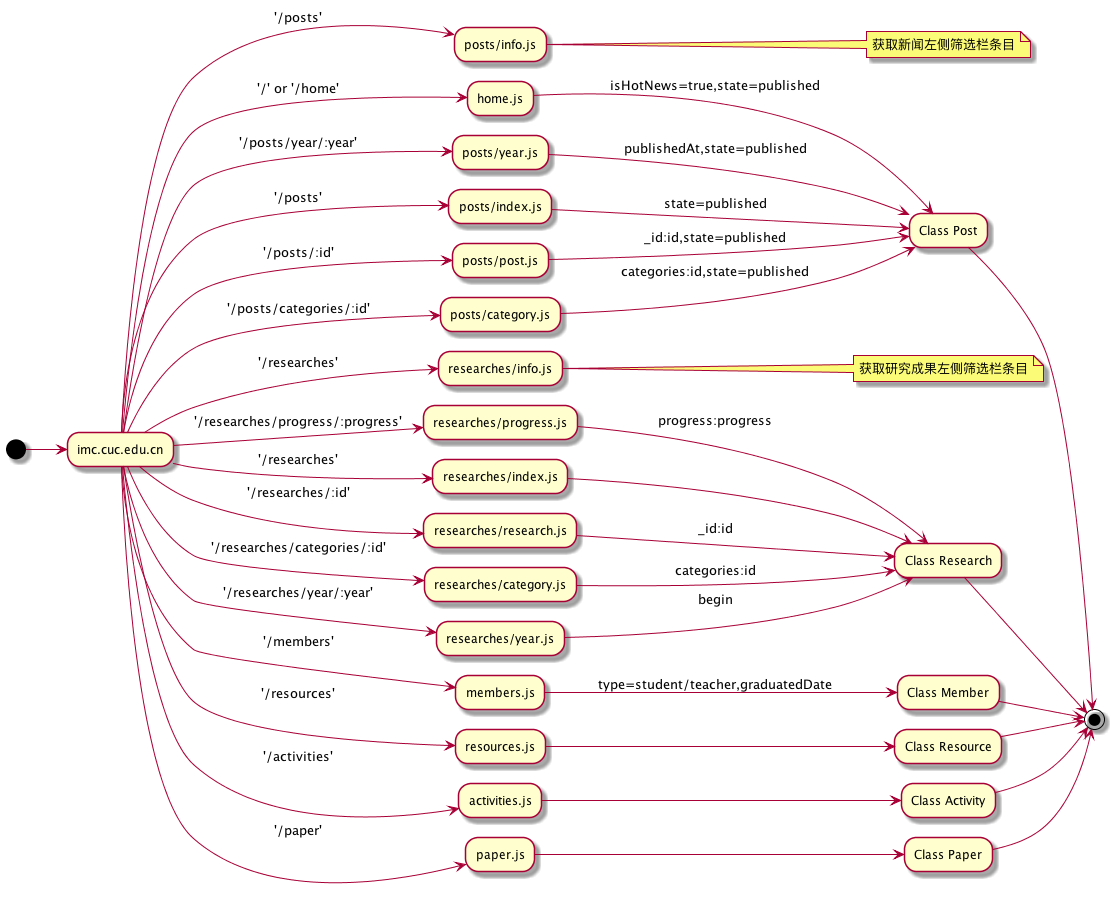 '/posts'
posts/info.js
获取新闻左侧筛选栏条目
'/' or '/home'
home.js
isHotNews=true,state=published
'/posts/year/:year'
posts/year.js
publishedAt,state=published
'/posts'
posts/index.js
state=published
Class Post
'/posts/:id'
posts/post.js
_id:id,state=published
'/posts/categories/:id'
posts/category.js
categories:id,state=published
'/researches'
researches/info.js
获取研究成果左侧筛选栏条目
imc.cuc.edu.cn
'/researches/progress/:progress'
researches/progress.js
progress:progress
'/researches'
researches/index.js
'/researches/:id'
researches/research.js
_id:id
Class Research
'/researches/categories/:id'
researches/category.js
categories:id
'/researches/year/:year'
researches/year.js
begin
'/members'
members.js
type=student/teacher,graduatedDate
Class Member
'/resources'
resources.js
Class Resource
'/activities'
activities.js
Class Activity
'/paper'
paper.js
Class Paper